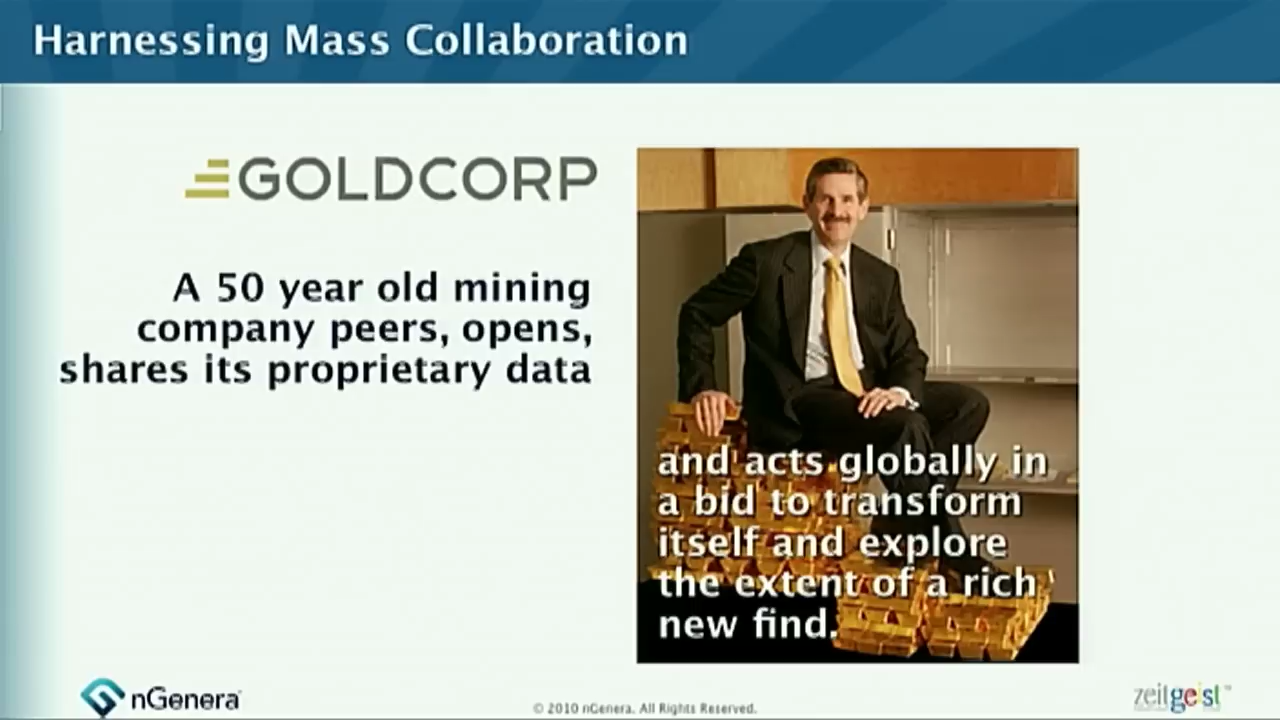 Harnessing Mass Collaboration
GOLDCORP
A 50 year old mining
company peers, opens,
shares its proprietary data
and acts globally in
a bid to transform
itself and explore
the extent of a rich
new find.
nGenera
© 2010 nGenera. All Rights Reserved.
zeitgeist™